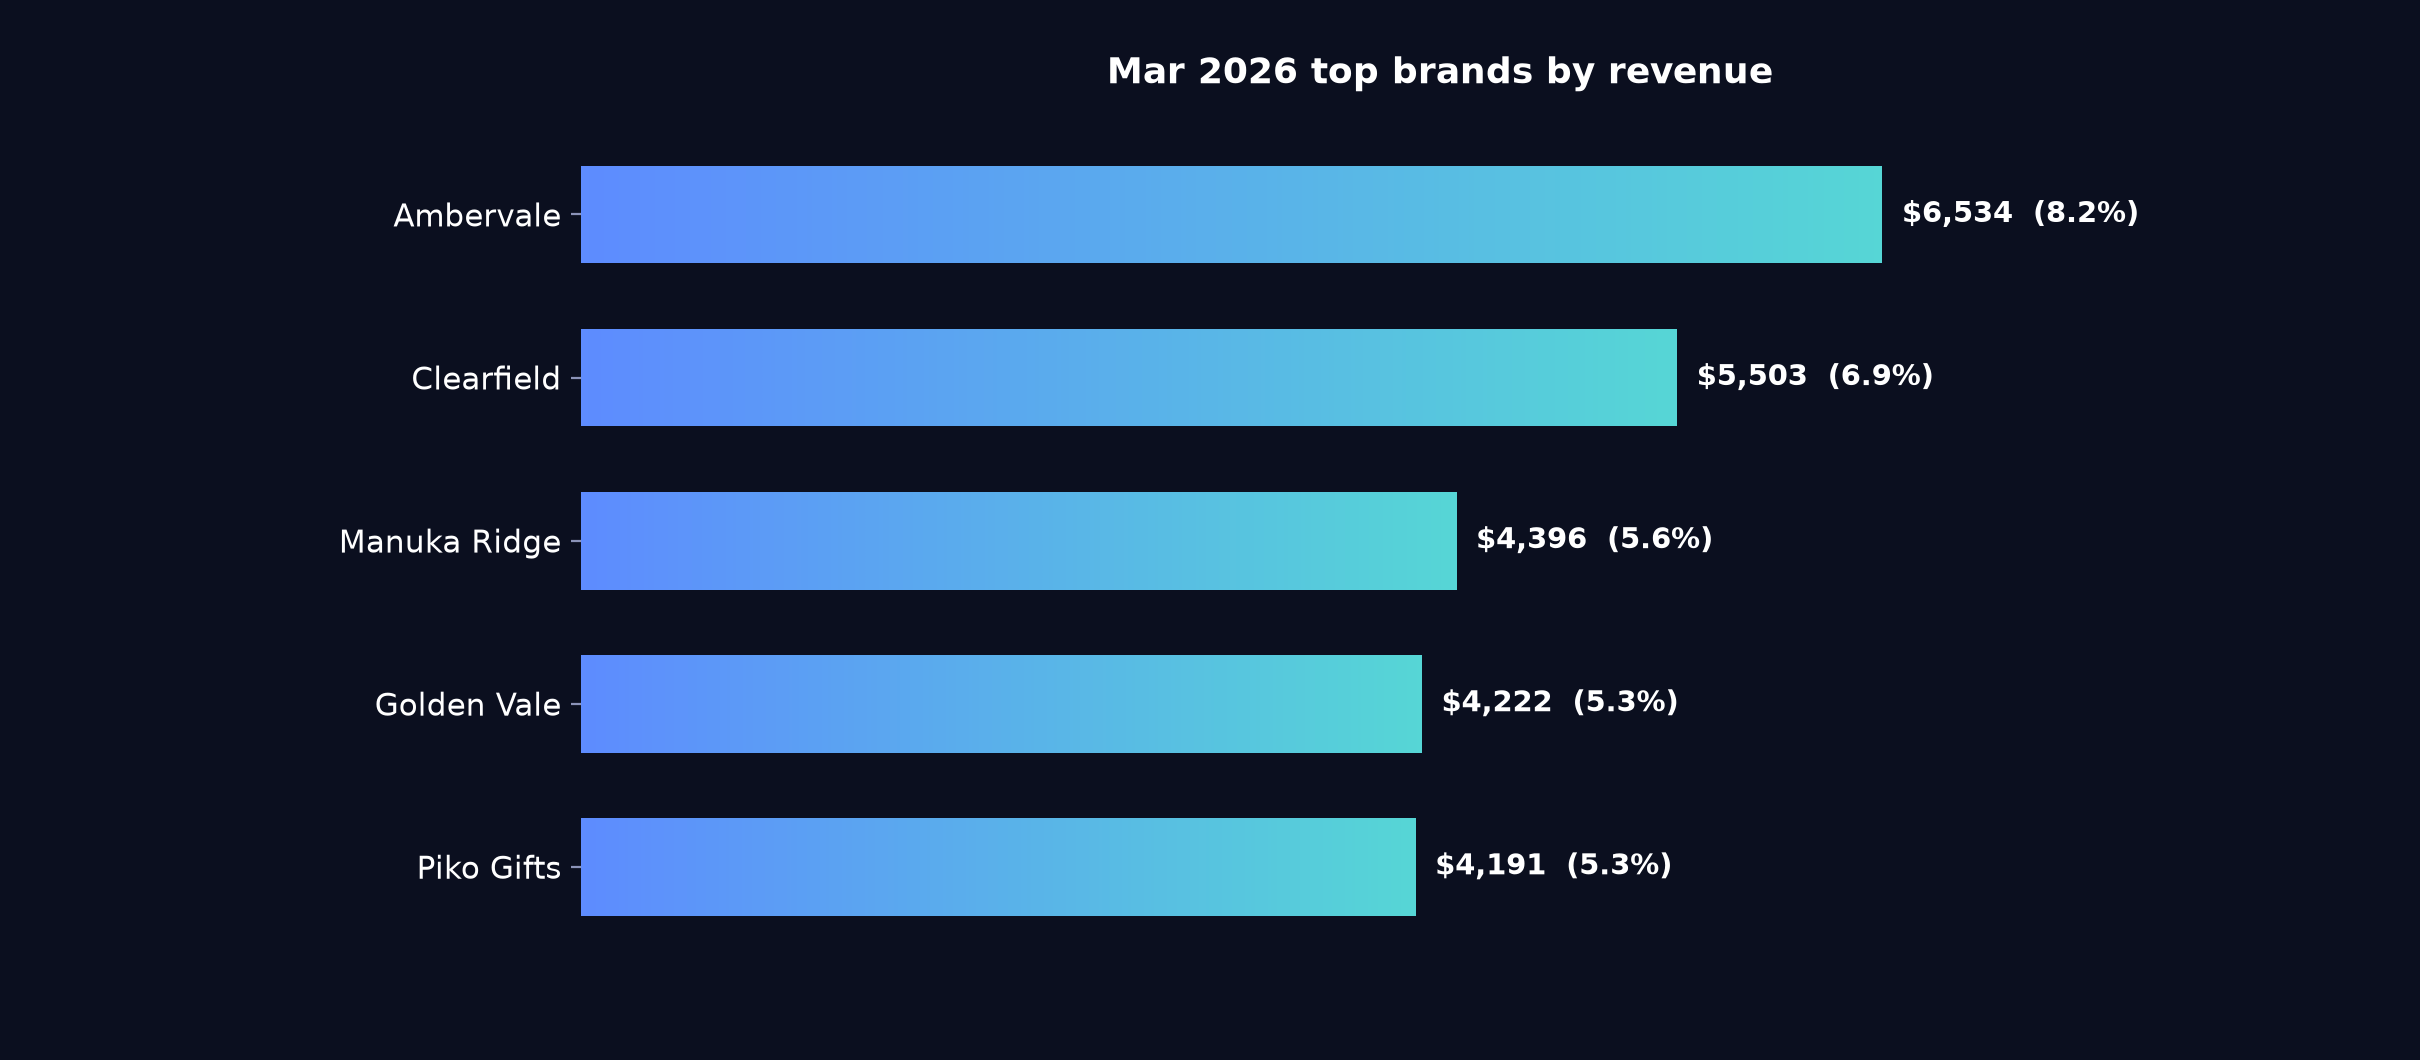 Mar 2026 top brands by revenue
Ambervale $6,534 (8.2%)
Clearfield $5,503 (6.9%)
Manuka Ridge $4,396 (5.6%)
Golden Vale $4,222 (5.3%)
Piko Gifts $4,191 (5.3%)